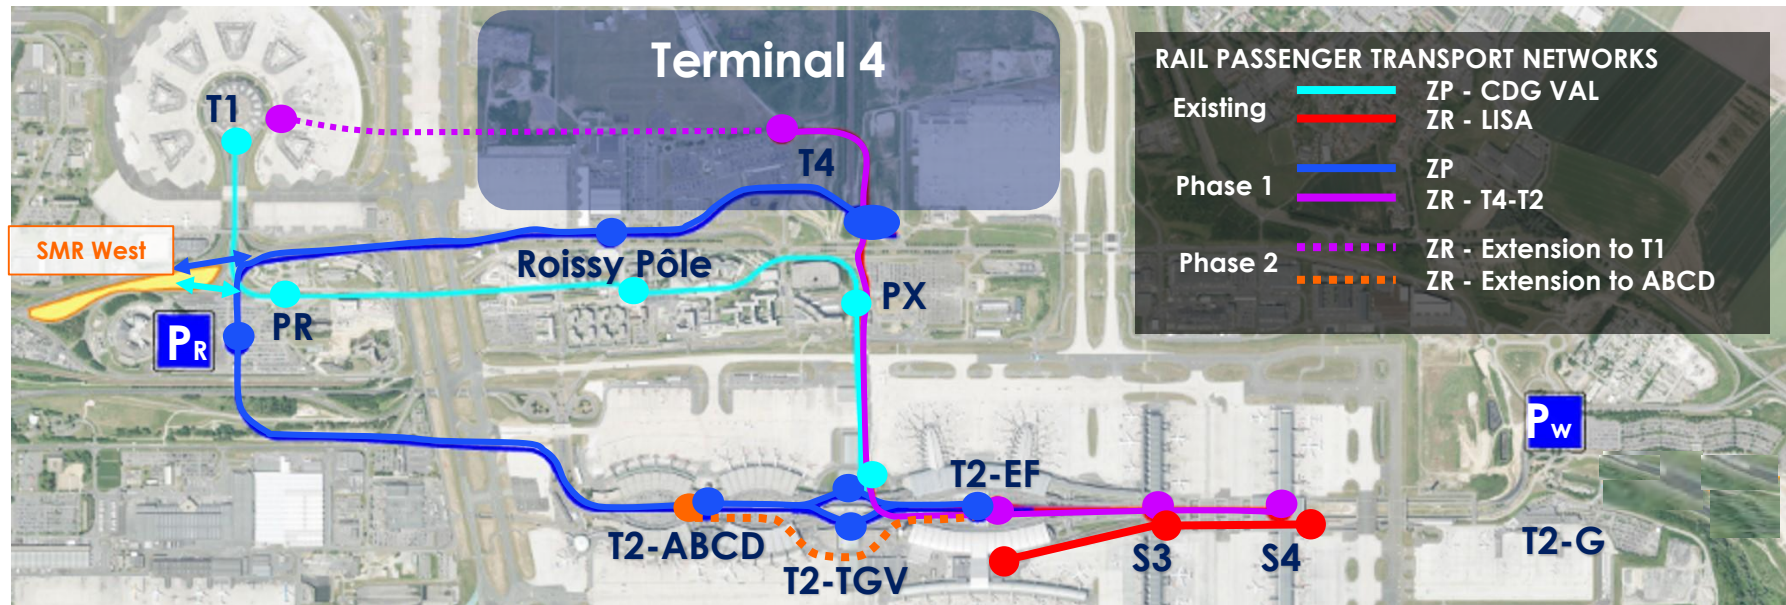 Terminal 4
RAIL PASSENGER TRANSPORT NETWORKS
Existing
ZP - CDG VAL
ZR - LISA
Phase 1
ZP
ZR - T4-T2
Phase 2
ZR - Extension to T1
ZR - Extension to ABCD
T1
T4
SMR West
Roissy Pôle
PR
PX
PR
Pw
T2-EF
T2-ABCD
T2-TGV
S3
S4
T2-G